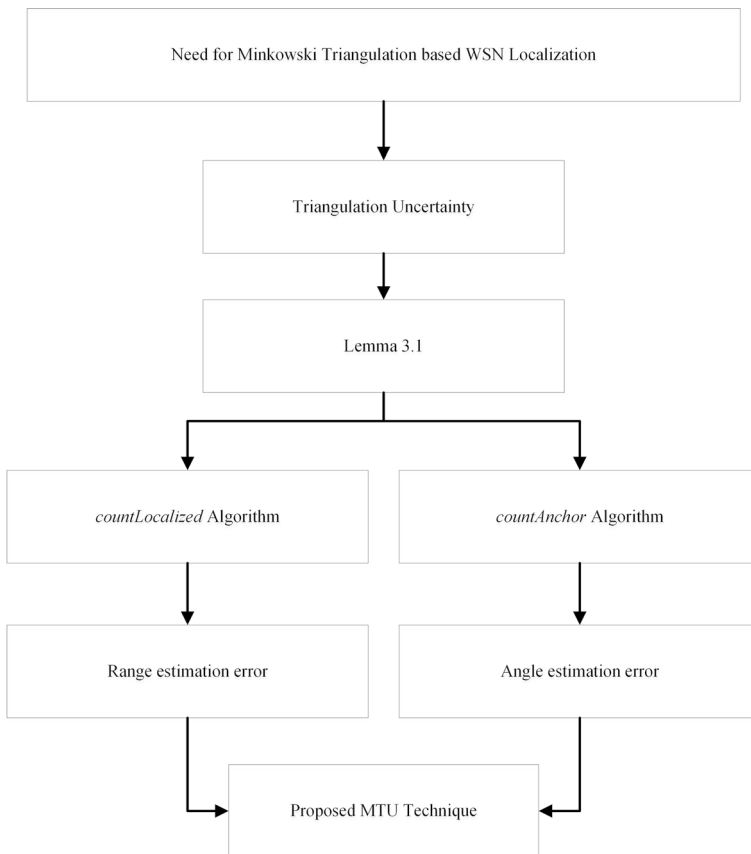 Need for Minkowski Triangulation based WSN Localization
Triangulation Uncertainty
Lemma 3.1
countLocalized Algorithm
countAnchor Algorithm
Range estimation error
Angle estimation error
Proposed MTU Technique